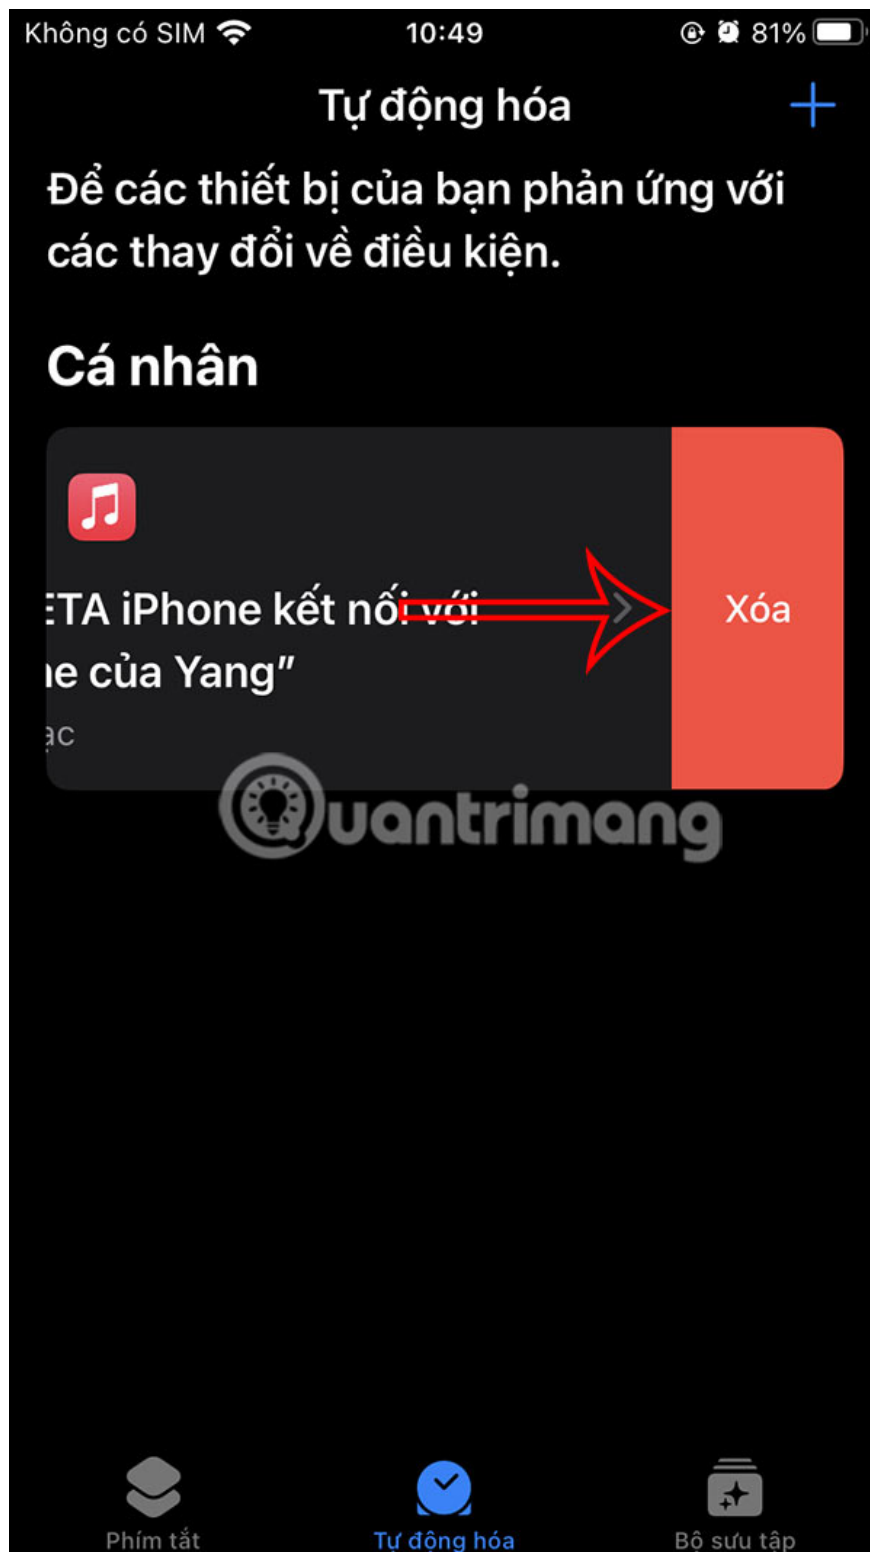 Không có SIM
10:49
81%
Tự động hóa
Để các thiết bị của bạn phản ứng với
các thay đổi về điều kiện.
Cá nhân
ETA iPhone kết nối với
ne của Yang”
ạc
Xóa
Quantrimang
Phím tắt
Tự động hóa
Bộ sưu tập